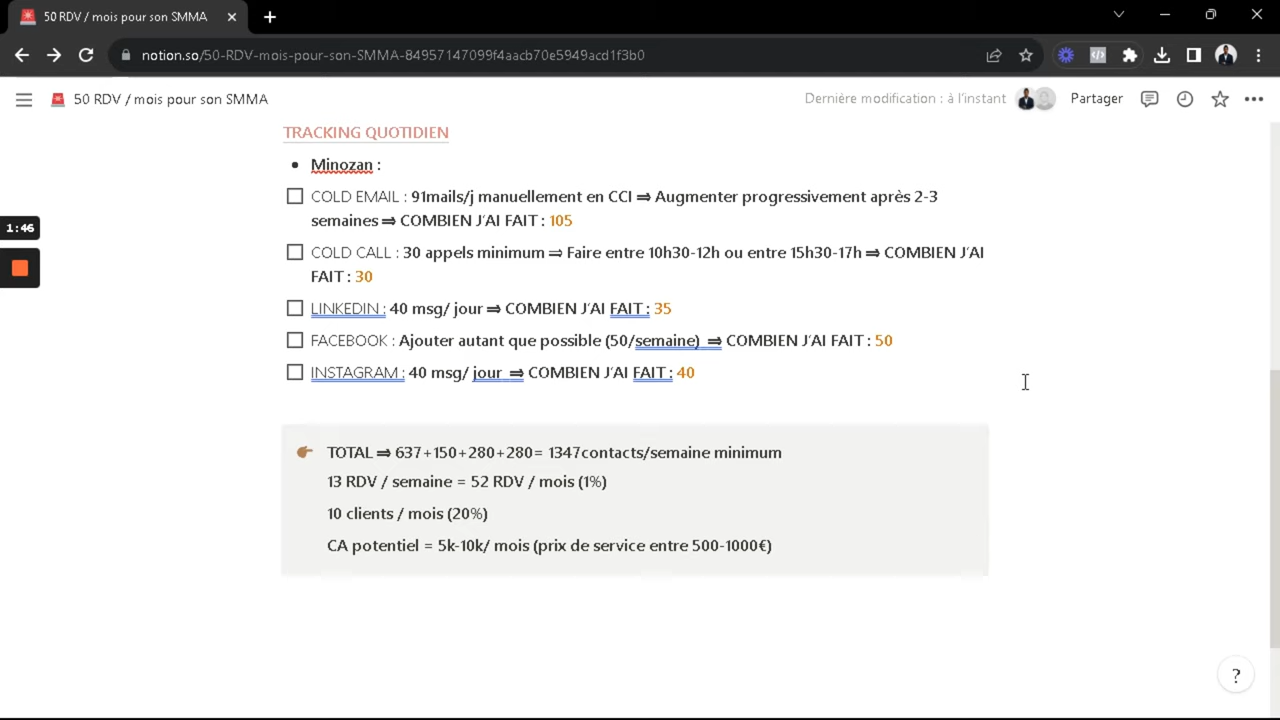 50 RDV / mois pour son SMMA
notion.so/50-RDV-mois-pour-son-SMMA-84957147099f4aacb70e5949acd1f3b0
50 RDV / mois pour son SMMA
Dernière modification : à l'instant
Partager
TRACKING QUOTIDIEN
• Minozan :
COLD EMAIL : 91mails/j manuellement en CCI ⇒ Augmenter progressivement après 2-3
semaines ⇒ COMBIEN J'AI FAIT : 105
1:46
COLD CALL : 30 appels minimum ⇒ Faire entre 10h30-12h ou entre 15h30-17h ⇒ COMBIEN J'AI
FAIT : 30
LINKEDIN : 40 msg/ jour ⇒ COMBIEN J'AI FAIT : 35
FACEBOOK : Ajouter autant que possible (50/semaine) ⇒ COMBIEN J'AI FAIT : 50
INSTAGRAM : 40 msg/ jour ⇒ COMBIEN J'AI FAIT : 40
TOTAL ⇒ 637+150+280+280= 1347contacts/semaine minimum
13 RDV / semaine = 52 RDV / mois (1%)
10 clients / mois (20%)
CA potentiel = 5k-10k/ mois (prix de service entre 500-1000€)
?